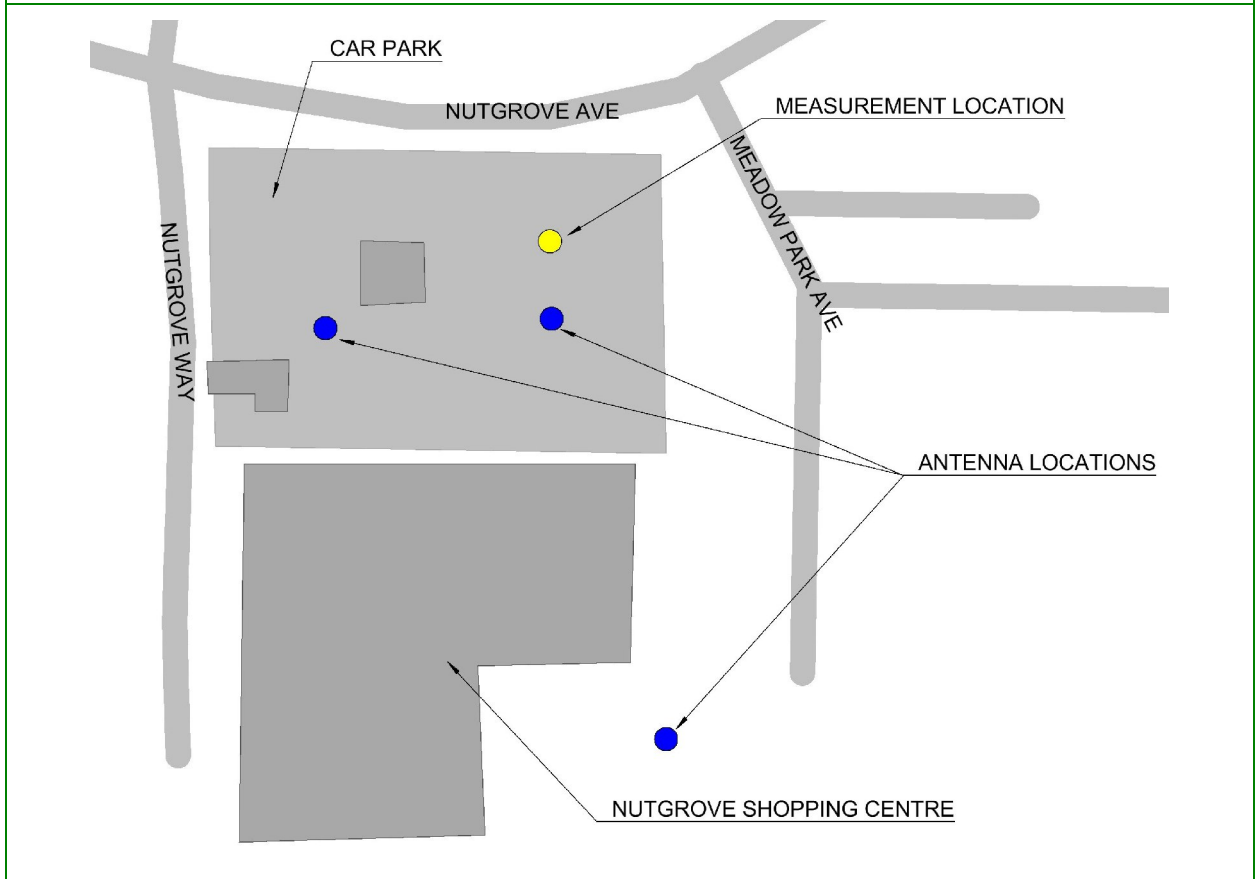 CAR PARK
NUTGROVE AVE
MEASUREMENT LOCATION
MEADOW PARK AVE
NUTGROVE WAY
ANTENNA LOCATIONS
NUTGROVE SHOPPING CENTRE